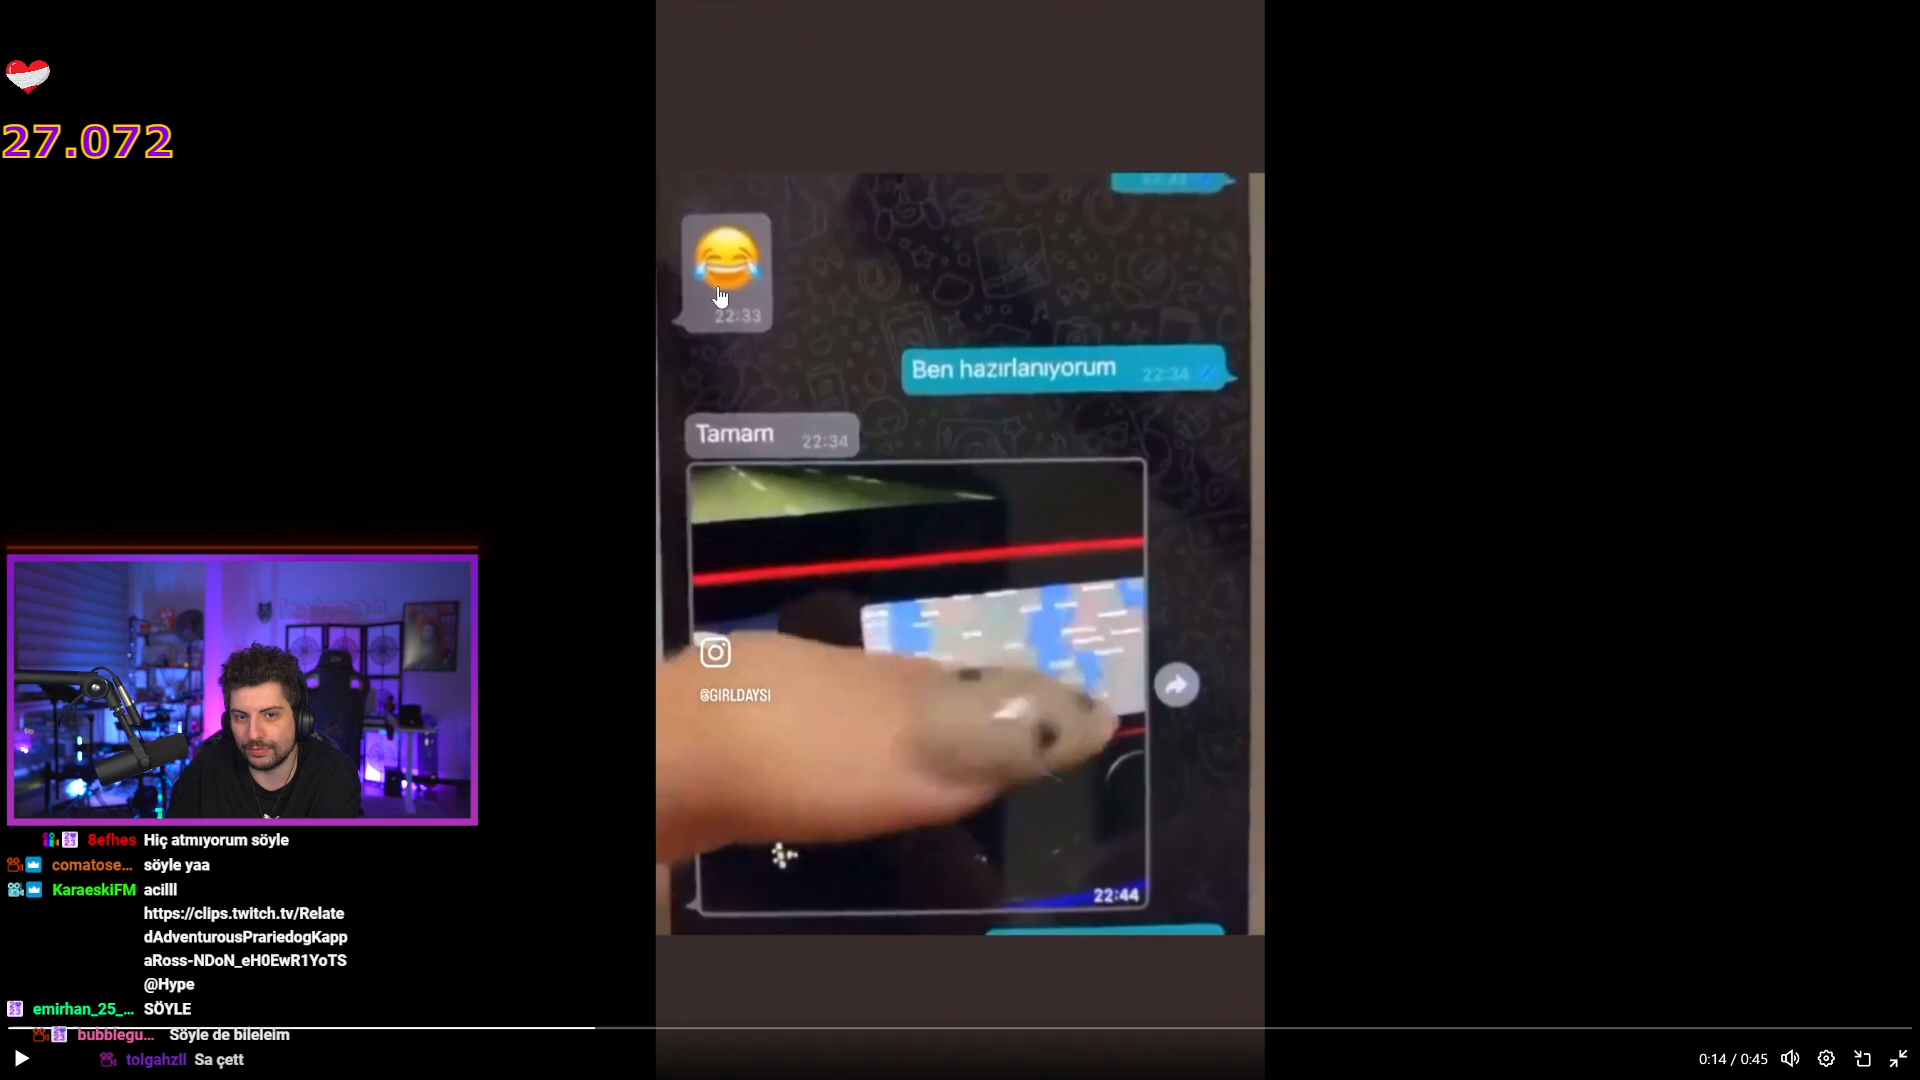 27.072
22:33
Ben hazırlanıyorum 22:34
Tamam 22:34
@GIRLDAYSI
22:44
8efhes Hiç atmıyorum söyle
comatose... söyle yaa
KaraeskiFM acilll
https://clips.twitch.tv/Relate
dAdventurousPrariedogKapp
aRoss-NDoN_eH0EwR1YoTS
@Hype
emirhan_25_... SÖYLE
bubblegu... Söyle de bileleim
tolgahzll Sa çett
0:14 / 0:45